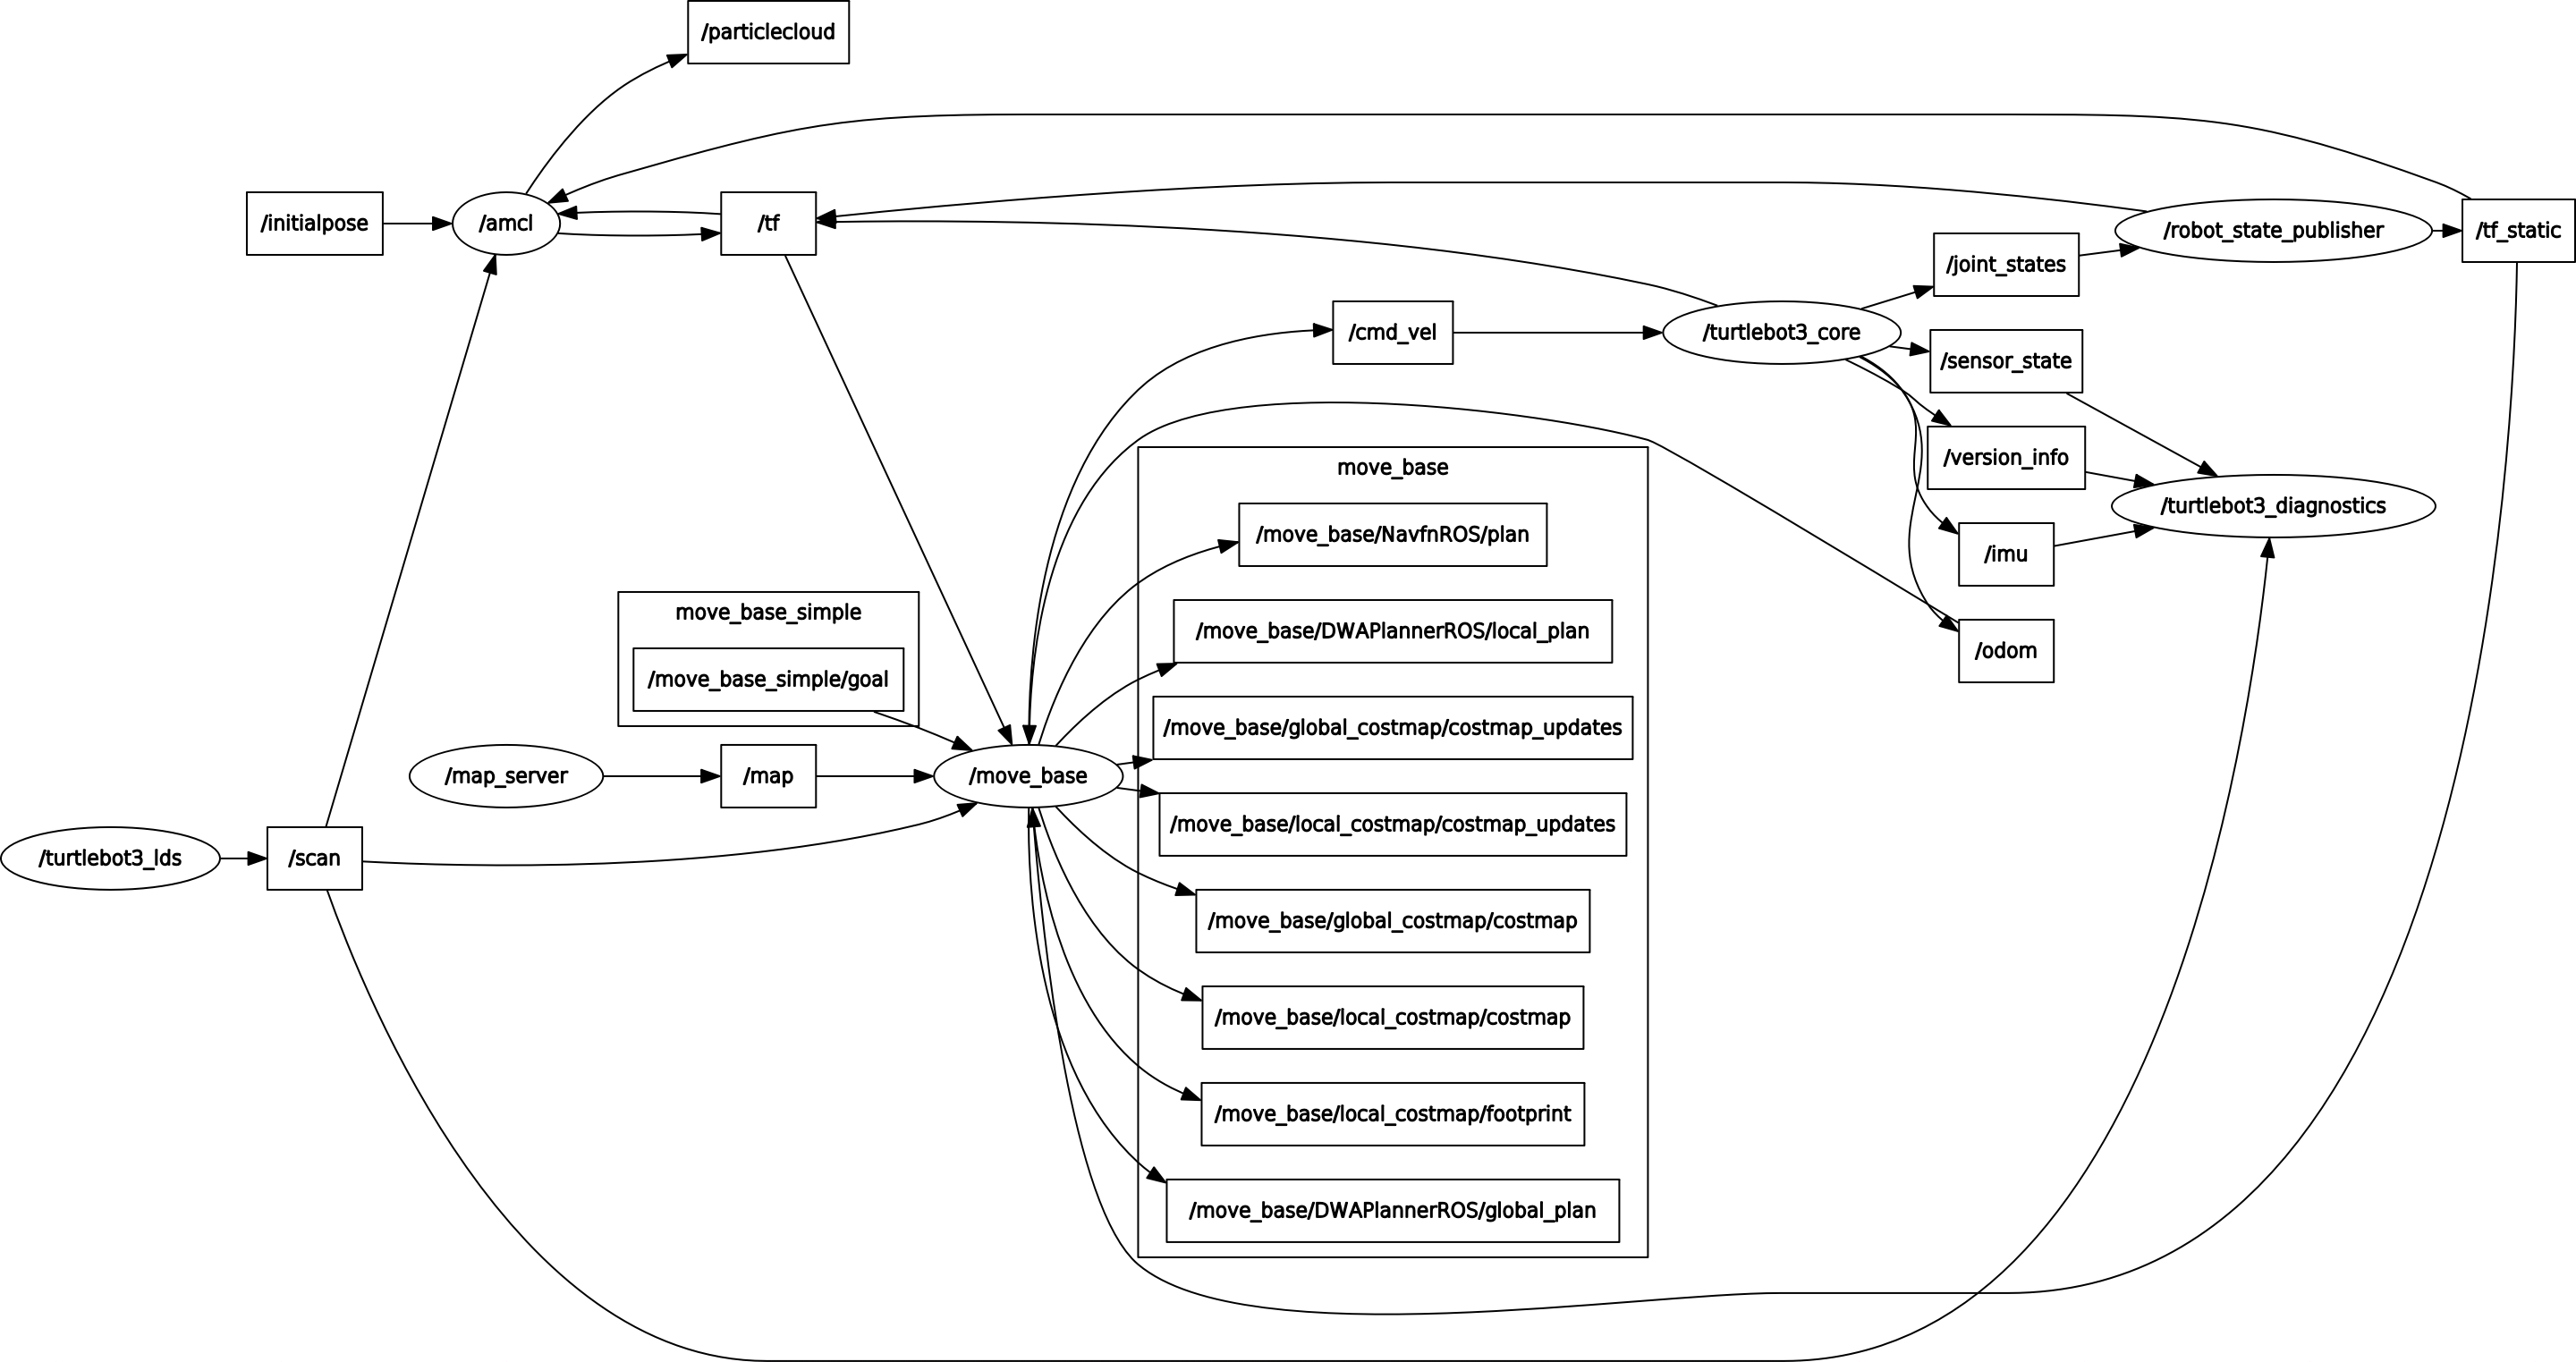 /particlecloud
/initialpose
/amcl
/tf
/robot_state_publisher
/tf_static
/joint_states
/cmd_vel
/turtlebot3_core
/sensor_state
/version_info
move_base
/turtlebot3_diagnostics
/move_base/NavfnROS/plan
/imu
move_base_simple
/move_base/DWAPlannerROS/local_plan
/odom
/move_base_simple/goal
/move_base/global_costmap/costmap_updates
/map_server
/map
/move_base
/move_base/local_costmap/costmap_updates
/turtlebot3_lds
/scan
/move_base/global_costmap/costmap
/move_base/local_costmap/costmap
/move_base/local_costmap/footprint
/move_base/DWAPlannerROS/global_plan